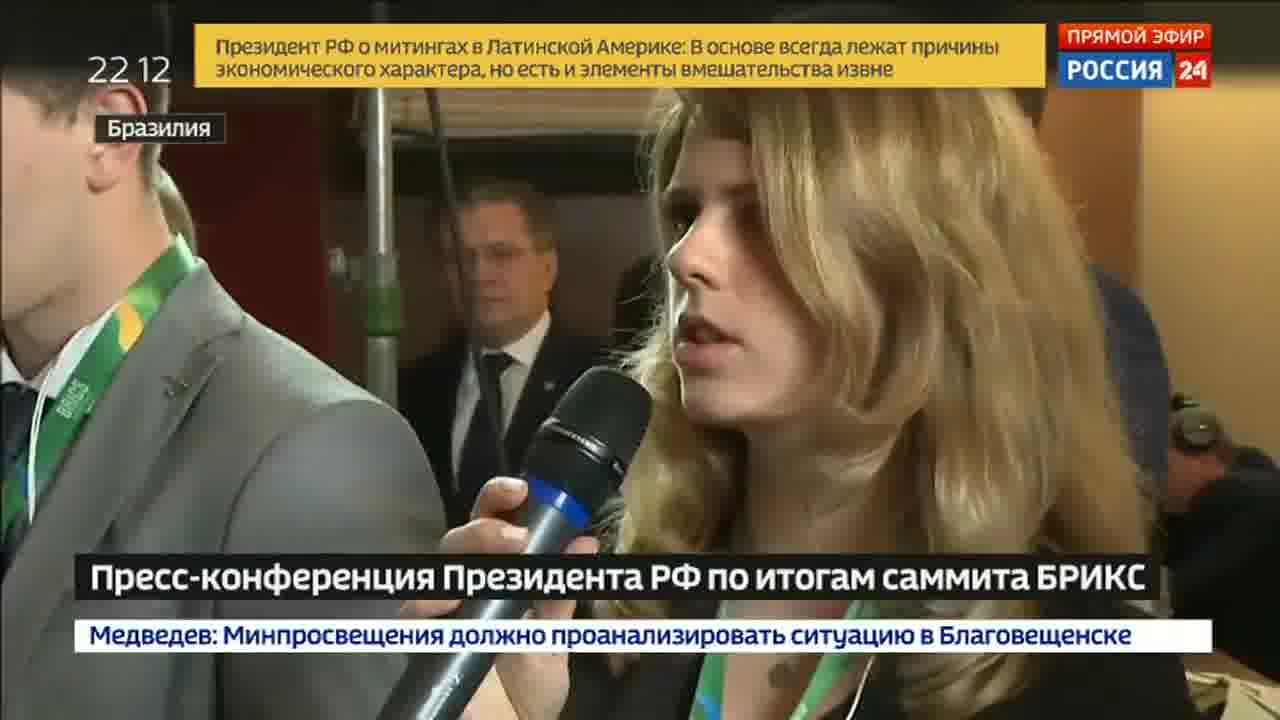 22 12
Президент РФ о митингах в Латинской Америке: В основе всегда лежат причины
экономического характера, но есть и элементы вмешательства извне
ПРЯМОЙ ЭФИР
РОССИЯ 24
Бразилия
BRICS
Пресс-конференция Президента РФ по итогам саммита БРИКС
Медведев: Минпросвещения должно проанализировать ситуацию в Благовещенске